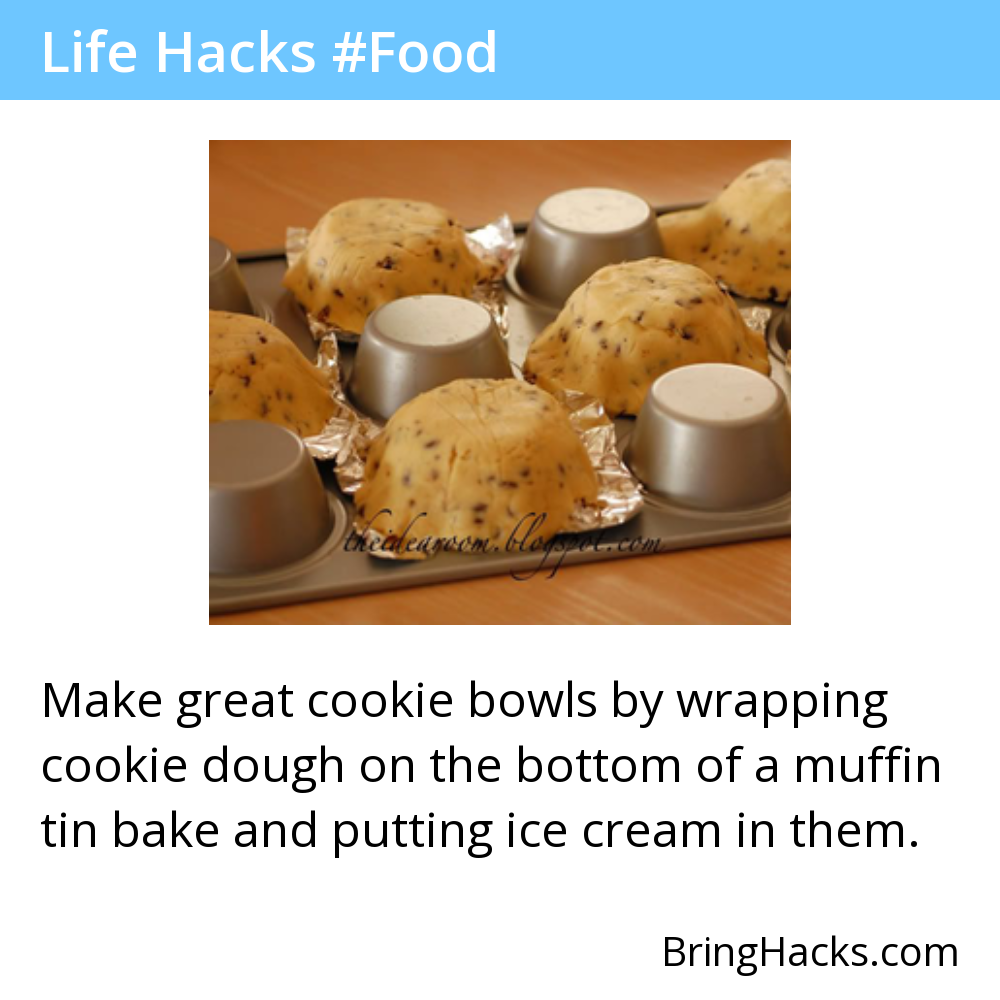 Life Hacks #Food
theidearoom.blogspot.com
Make great cookie bowls by wrapping
cookie dough on the bottom of a muffin
tin bake and putting ice cream in them.
BringHacks.com